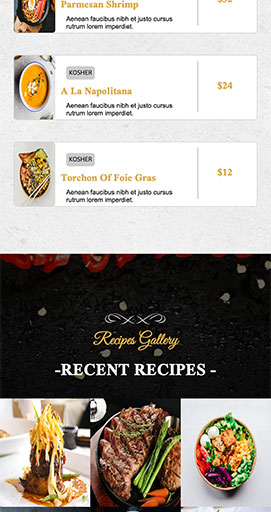 Parmesan Shrimp
Aenean faucibus nibh et justo cursus
rutrum lorem imperdiet.
KOSHER
A La Napolitana
$24
Aenean faucibus nibh et justo cursus
rutrum lorem imperdiet.
KOSHER
Torchon Of Foie Gras
$12
Aenean faucibus nibh et justo cursus
rutrum lorem imperdiet.
Recipes Gallery
-RECENT RECIPES -